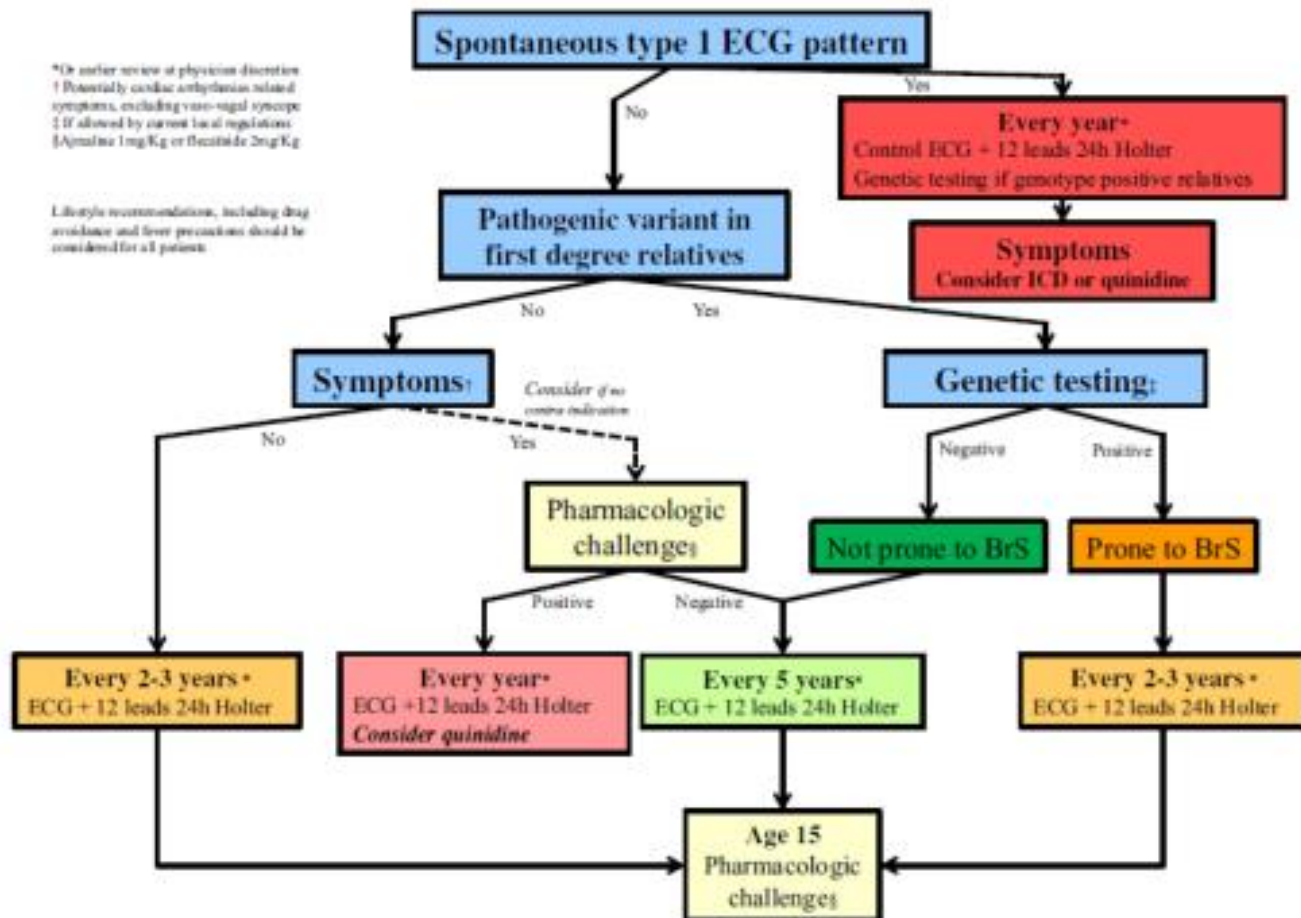 Spontaneous type 1 ECG pattern
*Or earlier review at physician discretion
† Potentially cardiac arrhythmias related
symptoms, excluding vaso-vagal syncope
‡ If allowed by current local regulations
§Ajmaline 1mg/Kg or flecainide 2mg/Kg
Lifestyle recommendations, including drug
avoidance and fever precautions should be
considered for all patients
No
Yes
Every year*
Control ECG + 12 leads 24h Holter
Genetic testing if genotype positive relatives
Symptoms
Consider ICD or quinidine
Pathogenic variant in
first degree relatives
No
Yes
Symptoms†
Consider if no
contra indication
Genetic testing‡
No
Yes
Negative
Positive
Pharmacologic
challenge§
Not prone to BrS
Prone to BrS
Positive
Negative
Every 2-3 years *
ECG + 12 leads 24h Holter
Every year*
ECG +12 leads 24h Holter
Consider quinidine
Every 5 years*
ECG + 12 leads 24h Holter
Every 2-3 years *
ECG + 12 leads 24h Holter
Age 15
Pharmacologic
challenge§